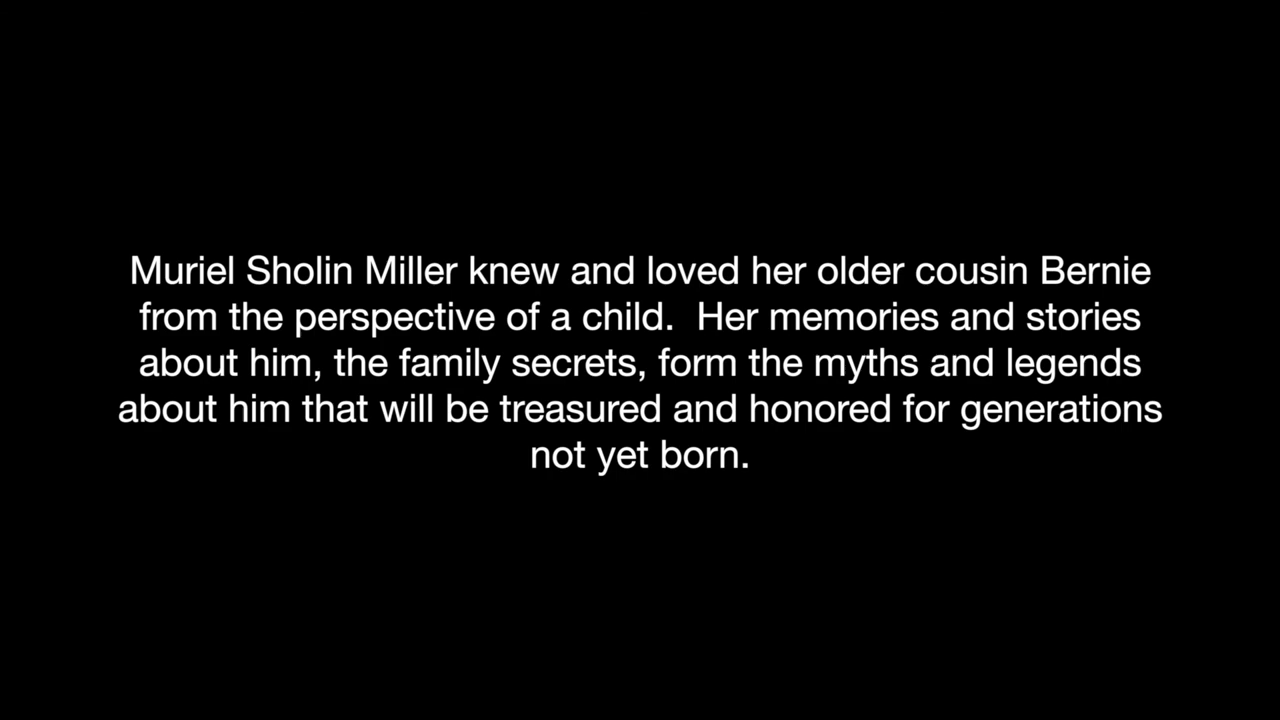 Muriel Sholin Miller knew and loved her older cousin Bernie
from the perspective of a child.  Her memories and stories
about him, the family secrets, form the myths and legends
about him that will be treasured and honored for generations
not yet born.